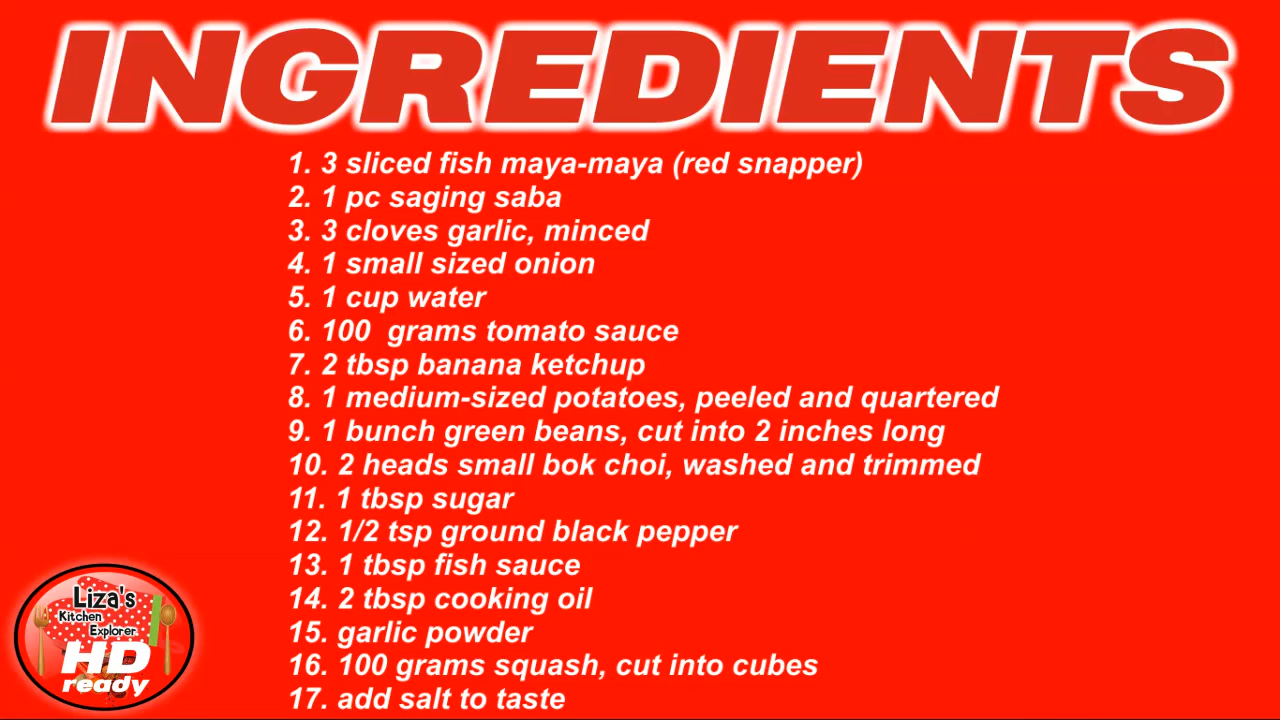 INGREDIENTS
1. 3 sliced fish maya-maya (red snapper)
2. 1 pc saging saba
3. 3 cloves garlic, minced
4. 1 small sized onion
5. 1 cup water
6. 100 grams tomato sauce
7. 2 tbsp banana ketchup
8. 1 medium-sized potatoes, peeled and quartered
9. 1 bunch green beans, cut into 2 inches long
10. 2 heads small bok choi, washed and trimmed
11. 1 tbsp sugar
12. 1/2 tsp ground black pepper
13. 1 tbsp fish sauce
14. 2 tbsp cooking oil
15. garlic powder
16. 100 grams squash, cut into cubes
17. add salt to taste
Liza's
Kitchen
Explorer
HD
ready